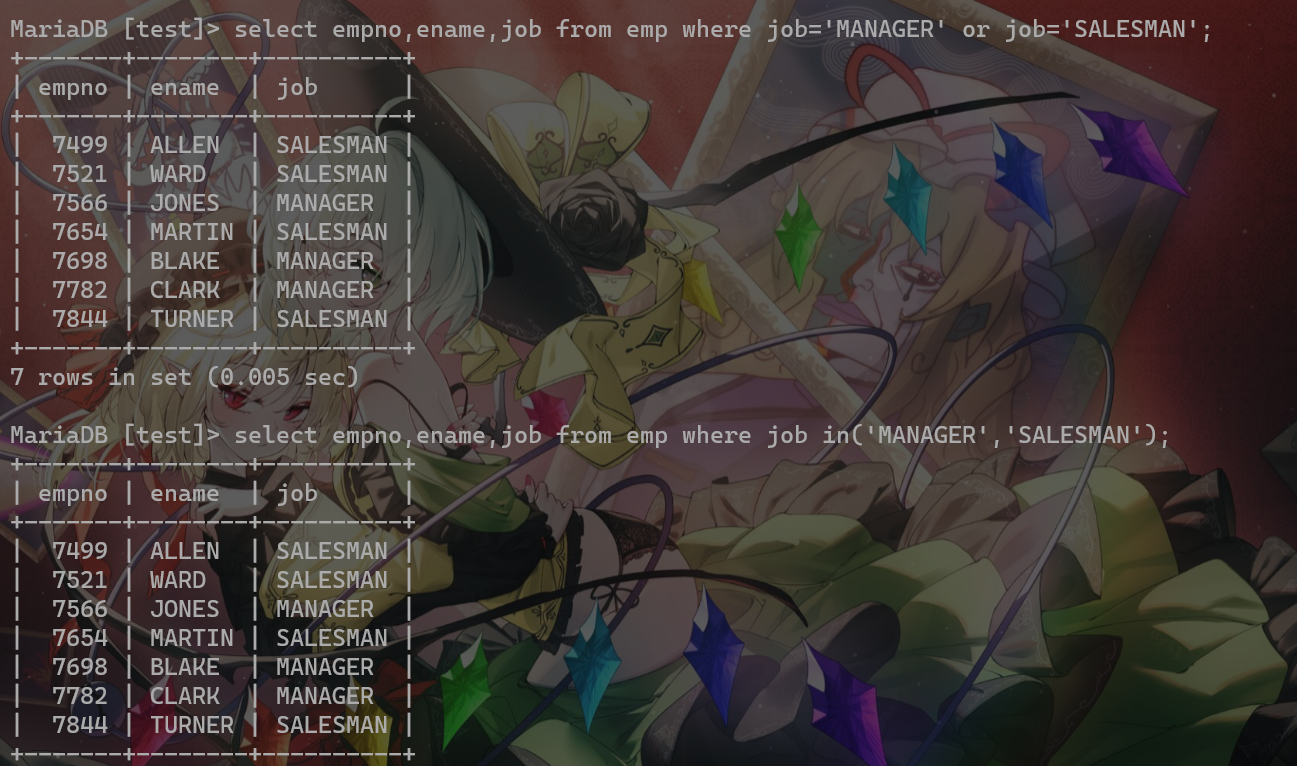 MariaDB [test]> select empno,ename,job from emp where job='MANAGER' or job='SALESMAN';
+-------+--------+----------+
| empno | ename  | job      |
+-------+--------+----------+
|  7499 | ALLEN  | SALESMAN |
|  7521 | WARD   | SALESMAN |
|  7566 | JONES  | MANAGER  |
|  7654 | MARTIN | SALESMAN |
|  7698 | BLAKE  | MANAGER  |
|  7782 | CLARK  | MANAGER  |
|  7844 | TURNER | SALESMAN |
+-------+--------+----------+
7 rows in set (0.005 sec)
MariaDB [test]> select empno,ename,job from emp where job in('MANAGER','SALESMAN');
+-------+--------+----------+
| empno | ename  | job      |
+-------+--------+----------+
|  7499 | ALLEN  | SALESMAN |
|  7521 | WARD   | SALESMAN |
|  7566 | JONES  | MANAGER  |
|  7654 | MARTIN | SALESMAN |
|  7698 | BLAKE  | MANAGER  |
|  7782 | CLARK  | MANAGER  |
|  7844 | TURNER | SALESMAN |
+-------+--------+----------+